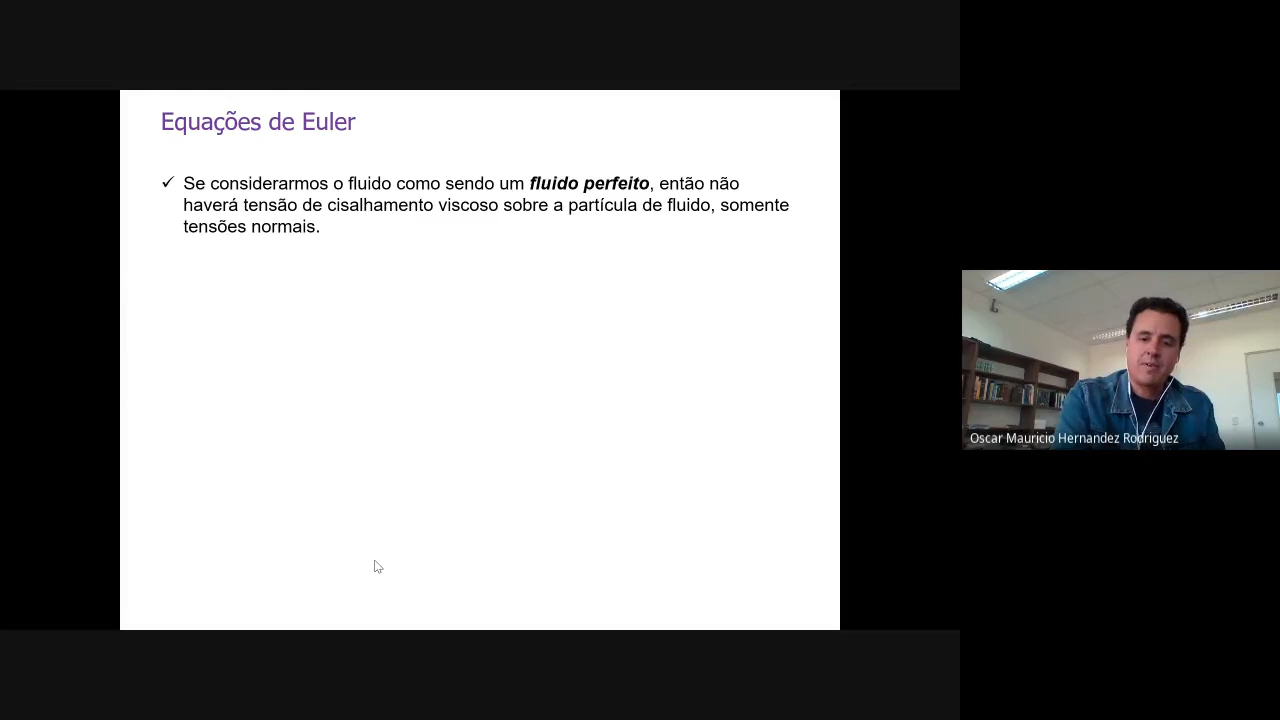 Equações de Euler
✓ Se considerarmos o fluido como sendo um fluido perfeito, então não
haverá tensão de cisalhamento viscoso sobre a partícula de fluido, somente
tensões normais.
Oscar Mauricio Hernandez Rodriguez